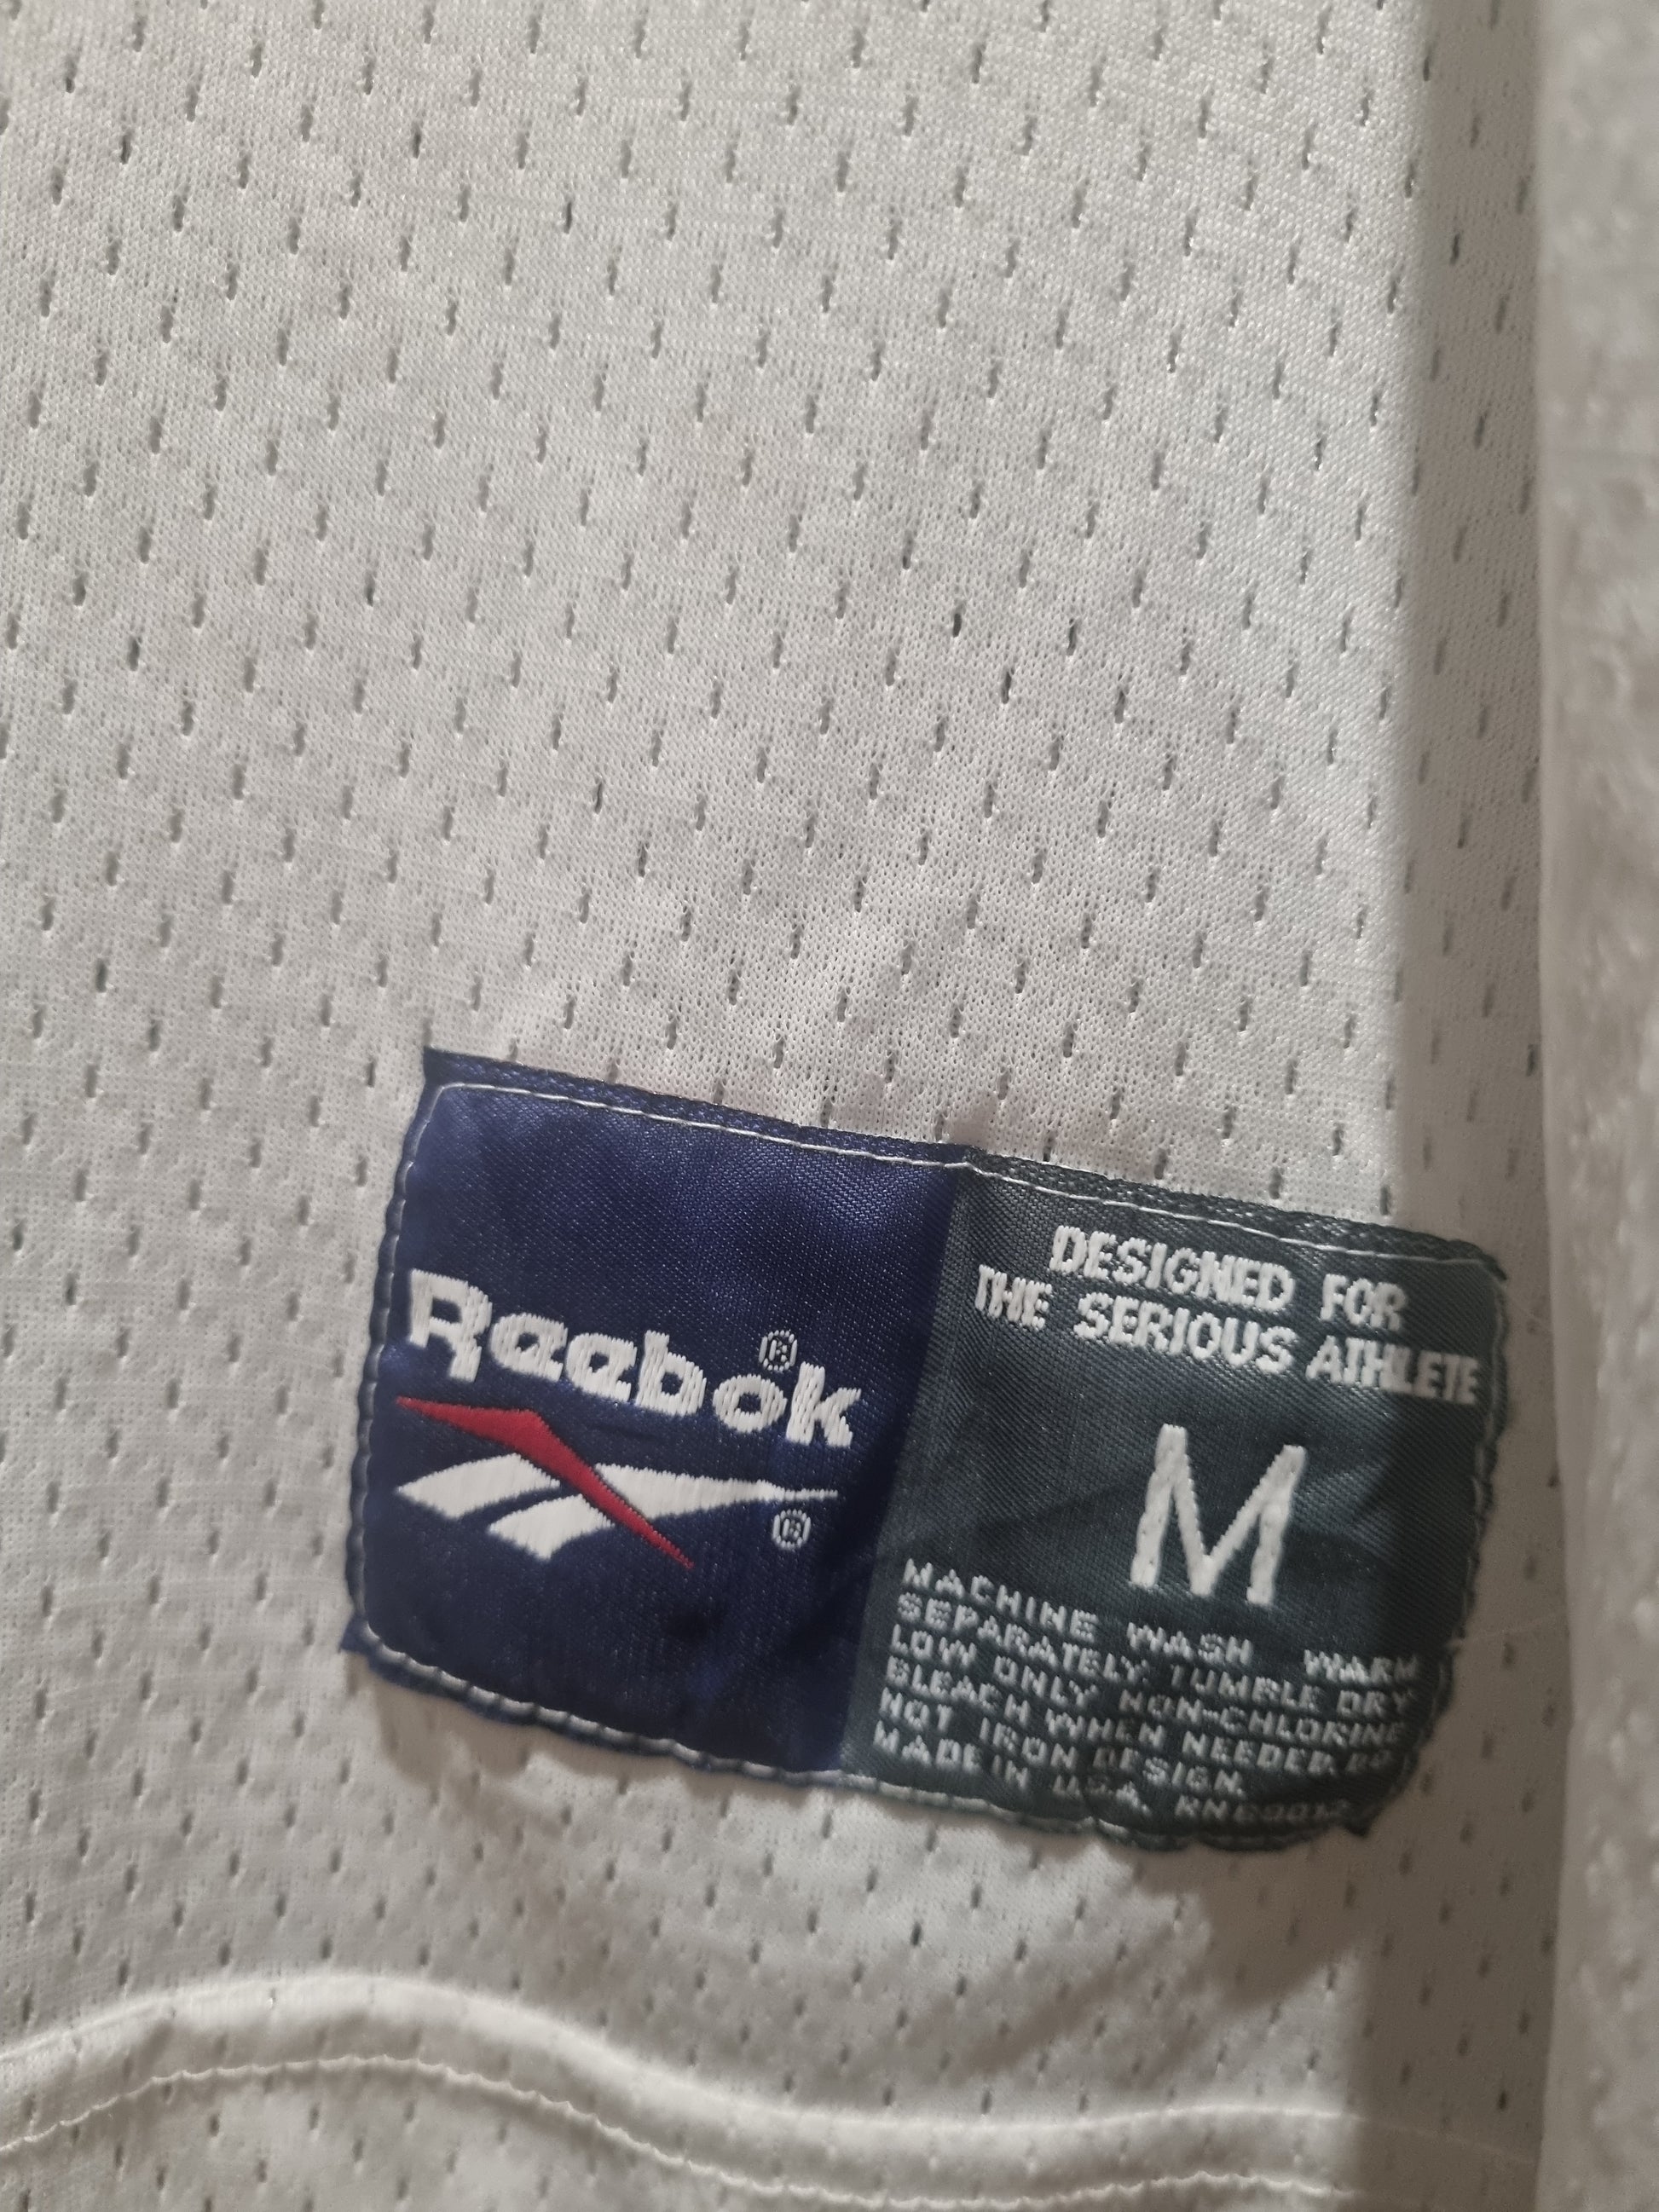 Reebok®
®
DESIGNED FOR
THE SERIOUS ATHLETE
M
MACHINE WASH WARM
SEPARATELY. TUMBLE DRY
LOW ONLY NON-CHLORINE
BLEACH WHEN NEEDED. DO
NOT IRON DESIGN.
MADE IN U.S.A.